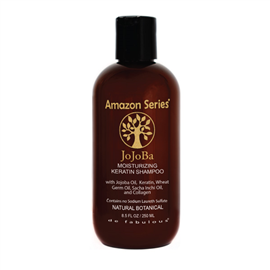 Amazon Series®
JoJoBa
MOISTURIZING
KERATIN SHAMPOO
with Jojoba Oil, Keratin, Wheat
Germ Oil, Sacha Inchi Oil,
and Collagen
Contains no Sodium Laureth Sulfate
NATURAL BOTANICAL
8.5 FL OZ / 250 ML
de fabulous®